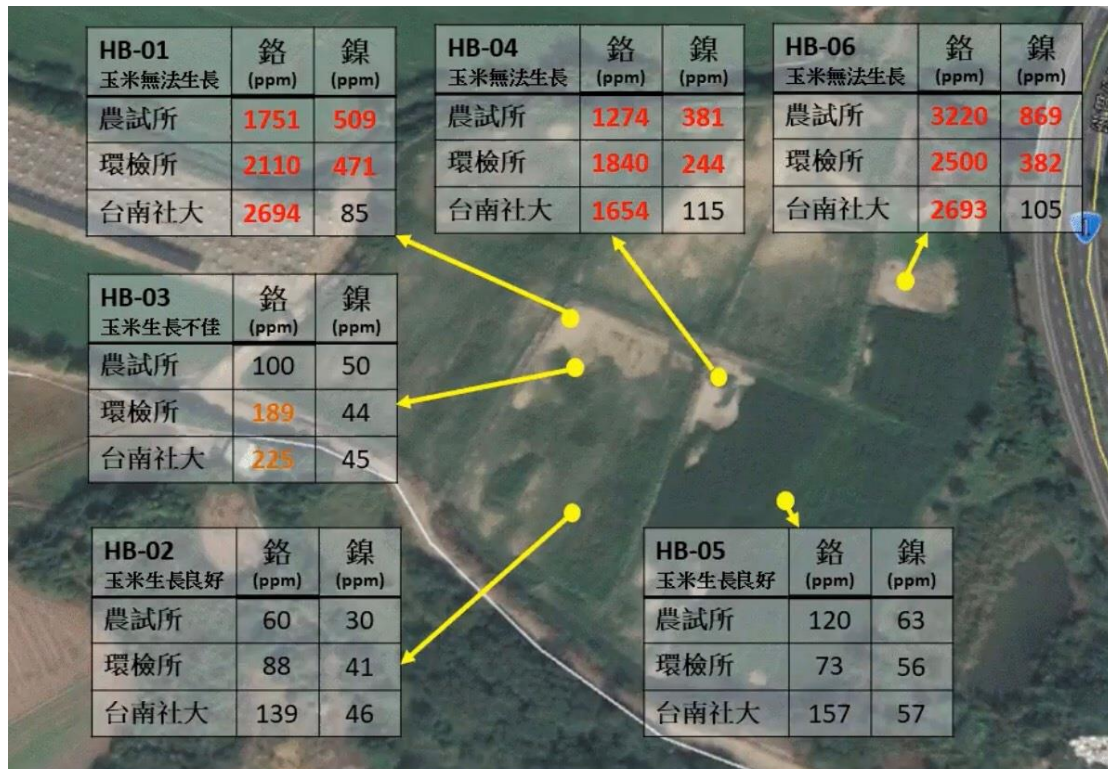 HB-01 鉻 鎳
玉米無法生長 (ppm) (ppm)
農試所 1751 509
環檢所 2110 471
台南社大 2694 85
HB-04 鉻 鎳
玉米無法生長 (ppm) (ppm)
農試所 1274 381
環檢所 1840 244
台南社大 1654 115
HB-06 鉻 鎳
玉米無法生長 (ppm) (ppm)
農試所 3220 869
環檢所 2500 382
台南社大 2693 105
1
HB-03 鉻 鎳
玉米生長不佳 (ppm) (ppm)
農試所 100 50
環檢所 189 44
台南社大 225 45
HB-02 鉻 鎳
玉米生長良好 (ppm) (ppm)
農試所 60 30
環檢所 88 41
台南社大 139 46
HB-05 鉻 鎳
玉米生長良好 (ppm) (ppm)
農試所 120 63
環檢所 73 56
台南社大 157 57